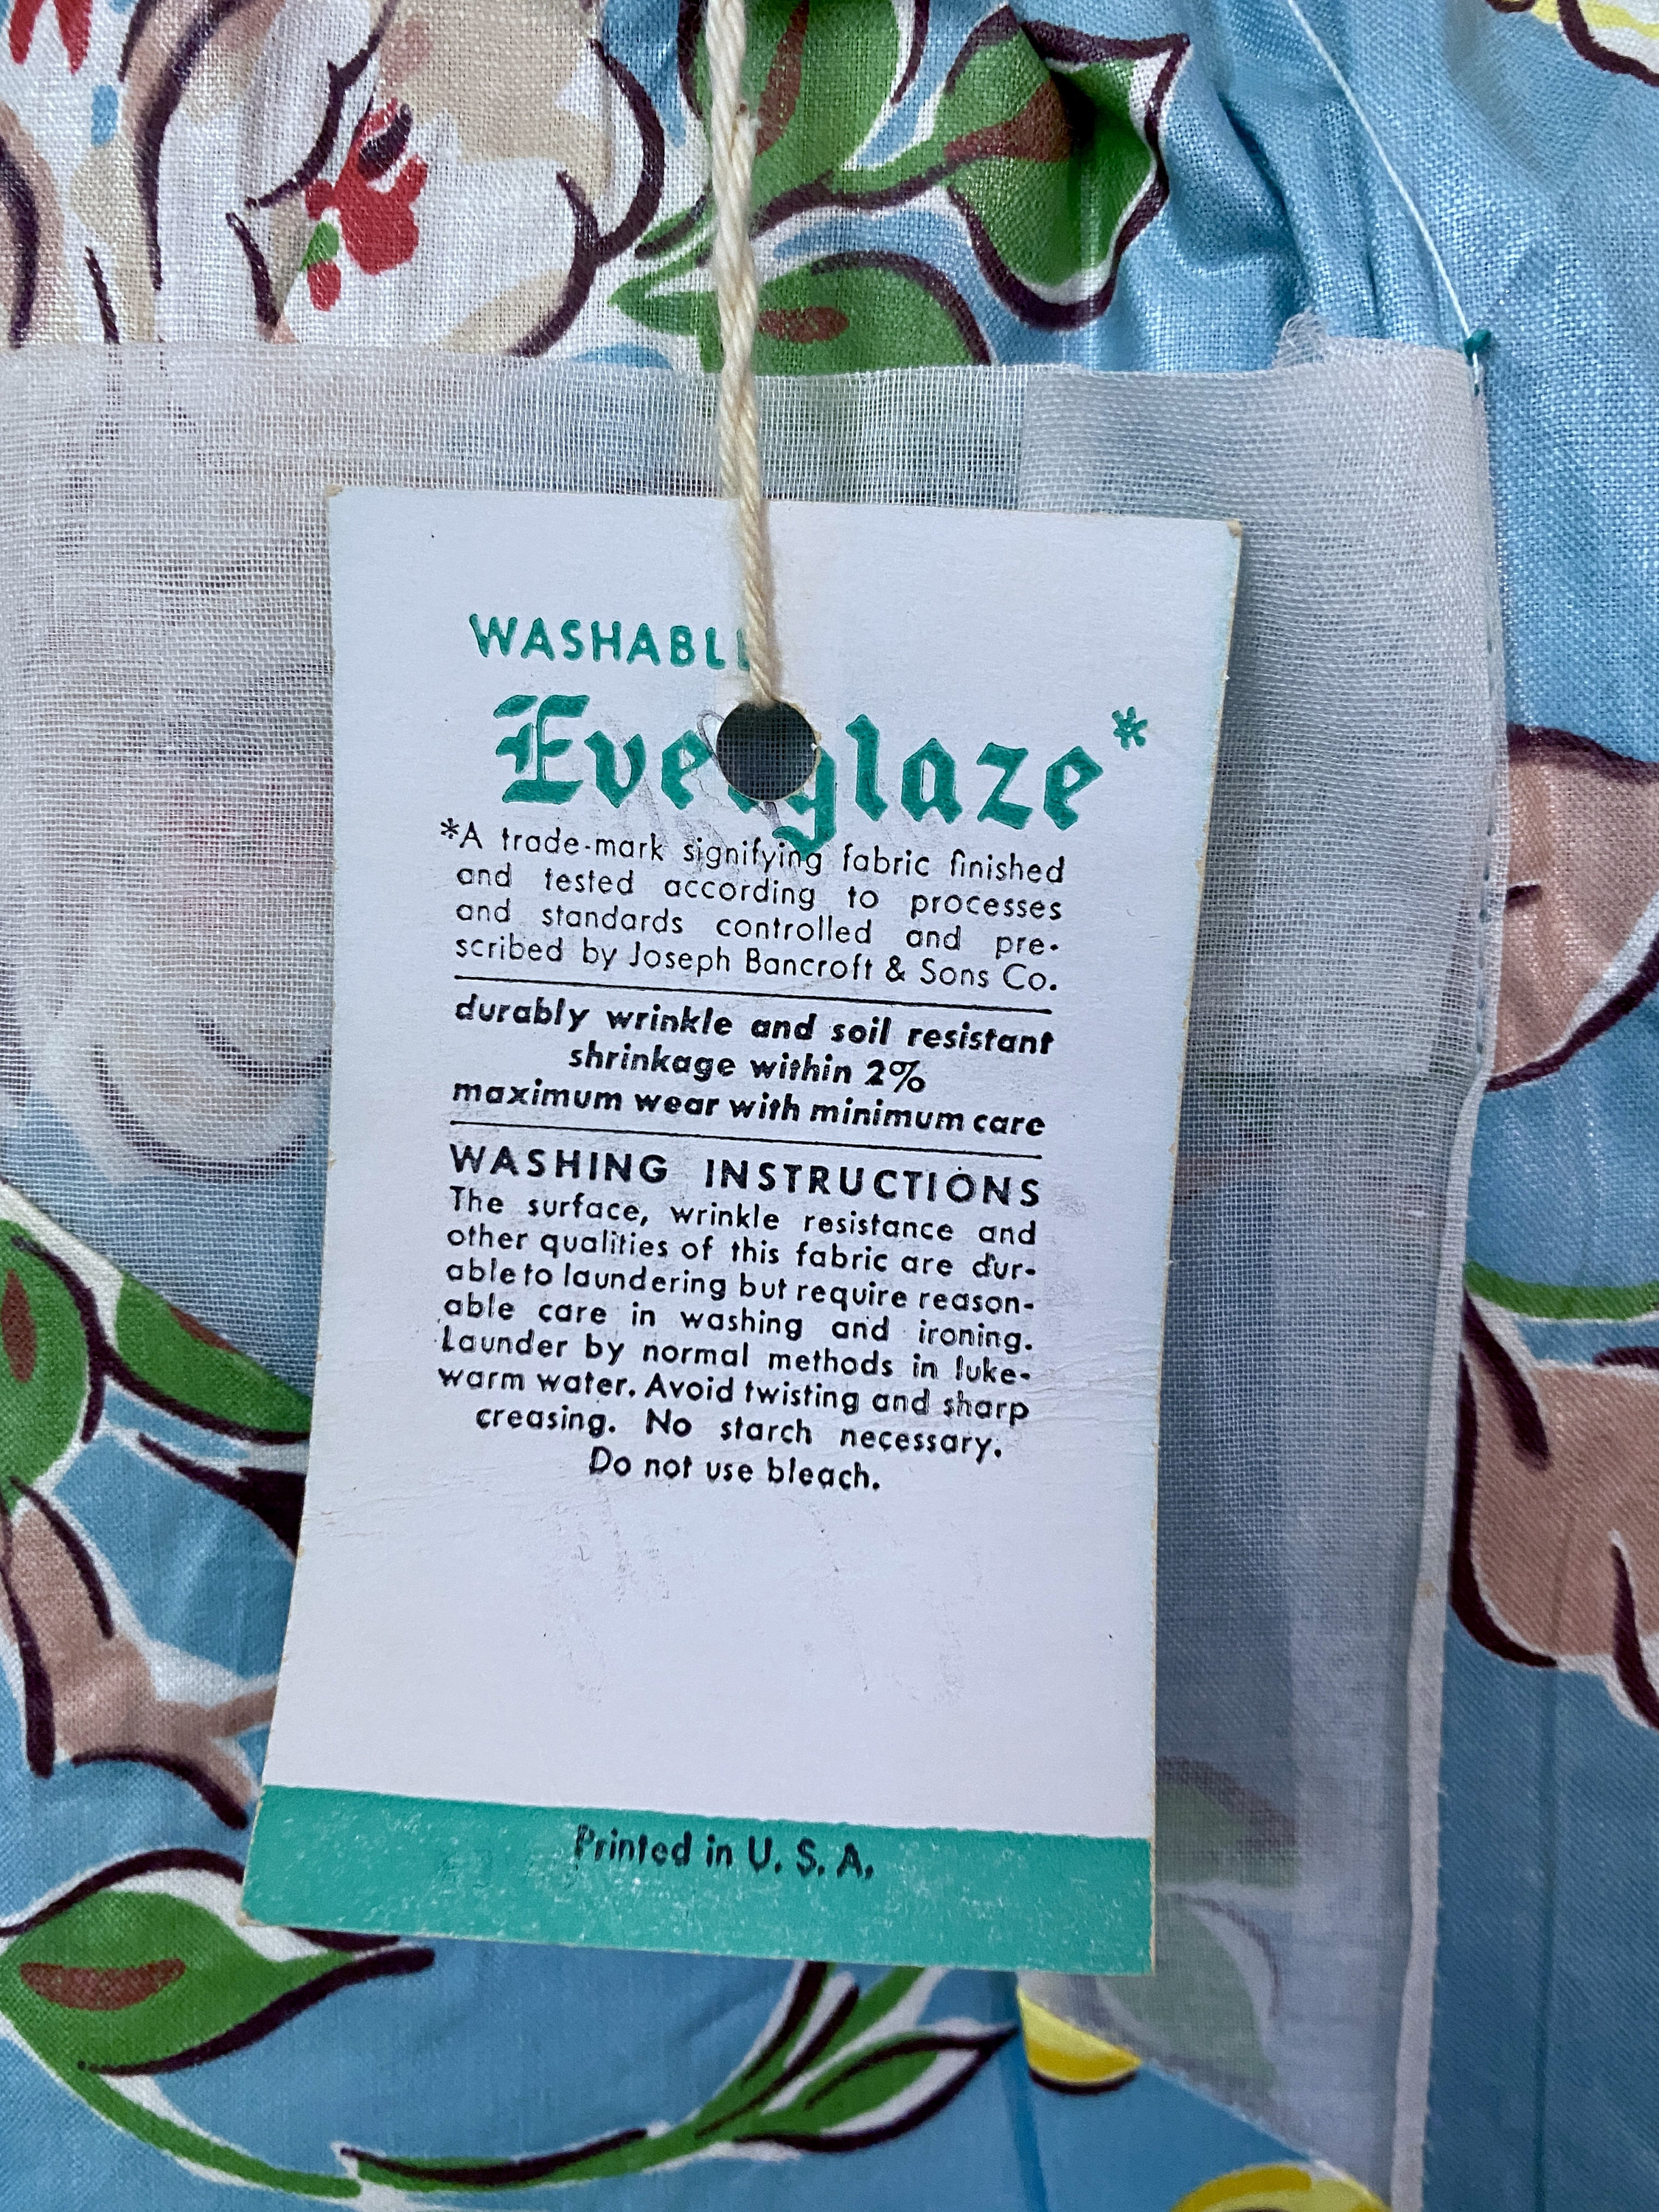 WASHABLE
Everglaze*
*A trade-mark signifying fabric finished
and tested according to processes
and standards controlled and pre-
scribed by Joseph Bancroft & Sons Co.
durably wrinkle and soil resistant
shrinkage within 2%
maximum wear with minimum care
WASHING INSTRUCTIONS
The surface, wrinkle resistance and
other qualities of this fabric are dur-
able to laundering but require reason-
able care in washing and ironing.
Launder by normal methods in luke-
warm water. Avoid twisting and sharp
creasing. No starch necessary.
Do not use bleach.
Printed in U. S. A.